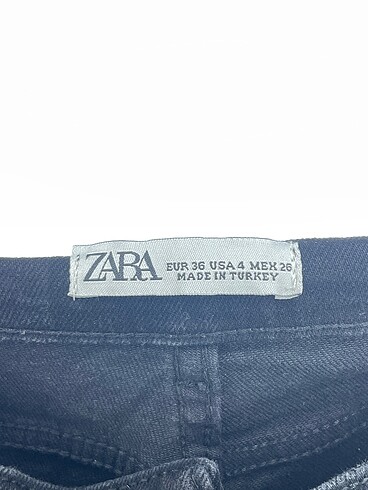 ZARA
EUR 36 USA 4 MEX 26
MADE IN TURKEY